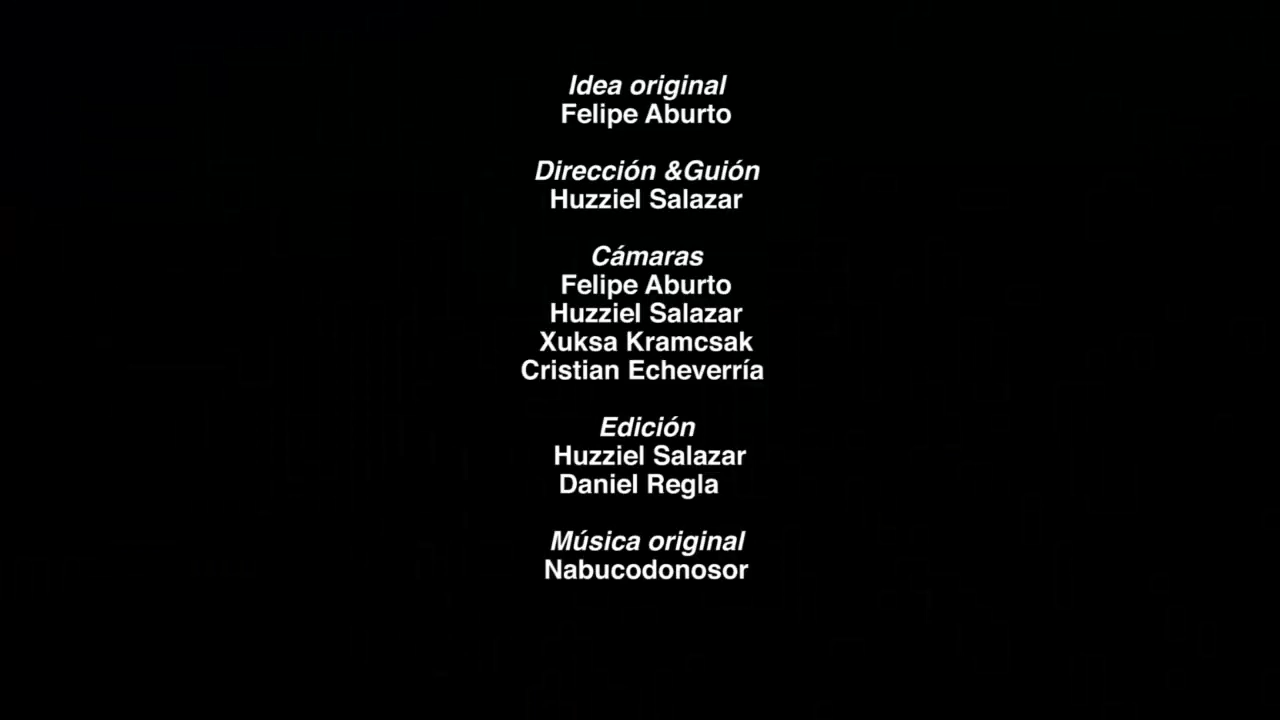 Idea original
Felipe Aburto
Dirección &Guión
Huzziel Salazar
Cámaras
Felipe Aburto
Huzziel Salazar
Xuksa Kramcsak
Cristian Echeverría
Edición
Huzziel Salazar
Daniel Regla
Música original
Nabucodonosor